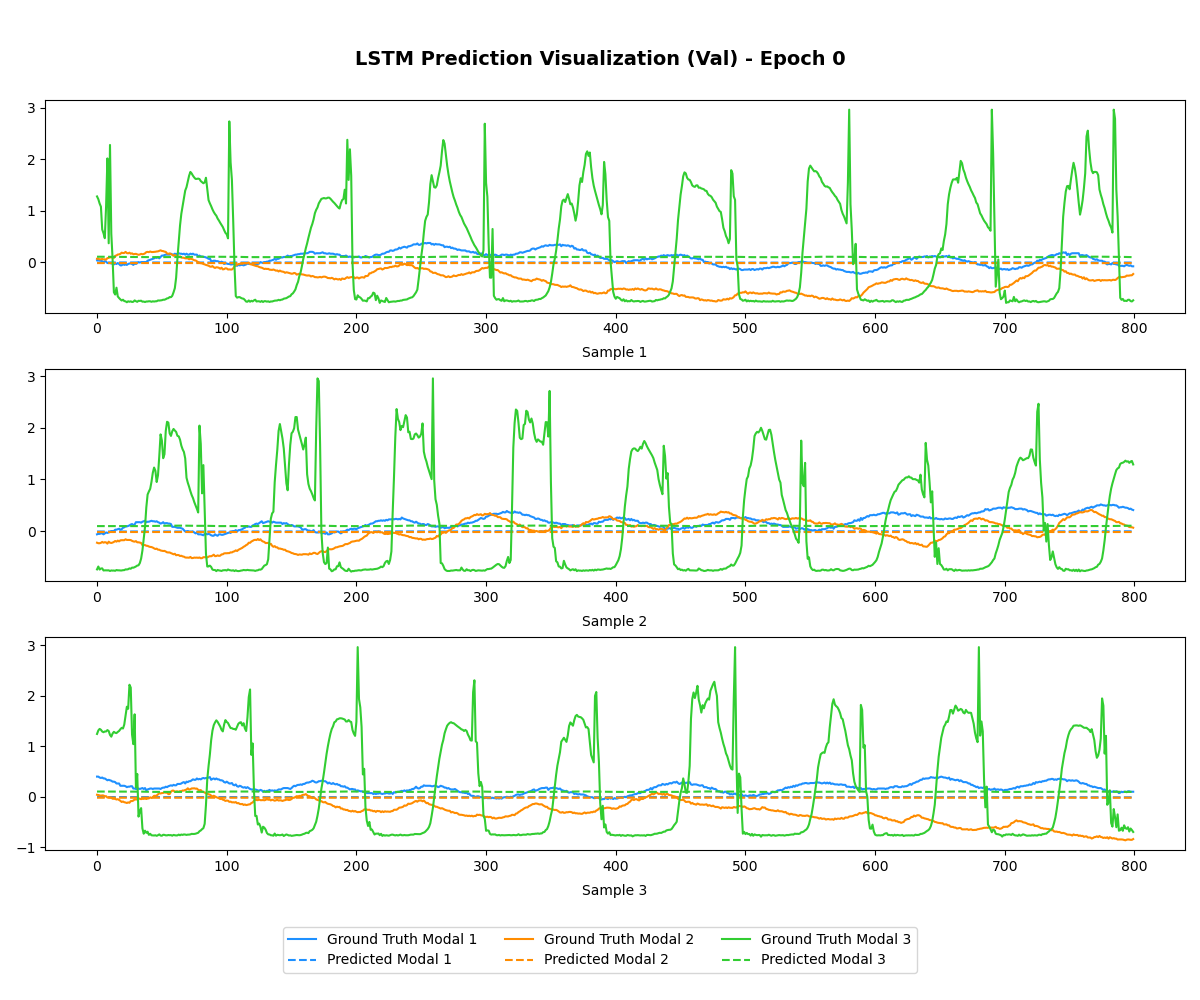 LSTM Prediction Visualization (Val) - Epoch 0
3
2
1
0
0 100 200 300 400 500 600 700 800
Sample 1
3
2
1
0
0 100 200 300 400 500 600 700 800
Sample 2
3
2
1
0
−1
0 100 200 300 400 500 600 700 800
Sample 3
Ground Truth Modal 1 Ground Truth Modal 2 Ground Truth Modal 3
Predicted Modal 1 Predicted Modal 2 Predicted Modal 3